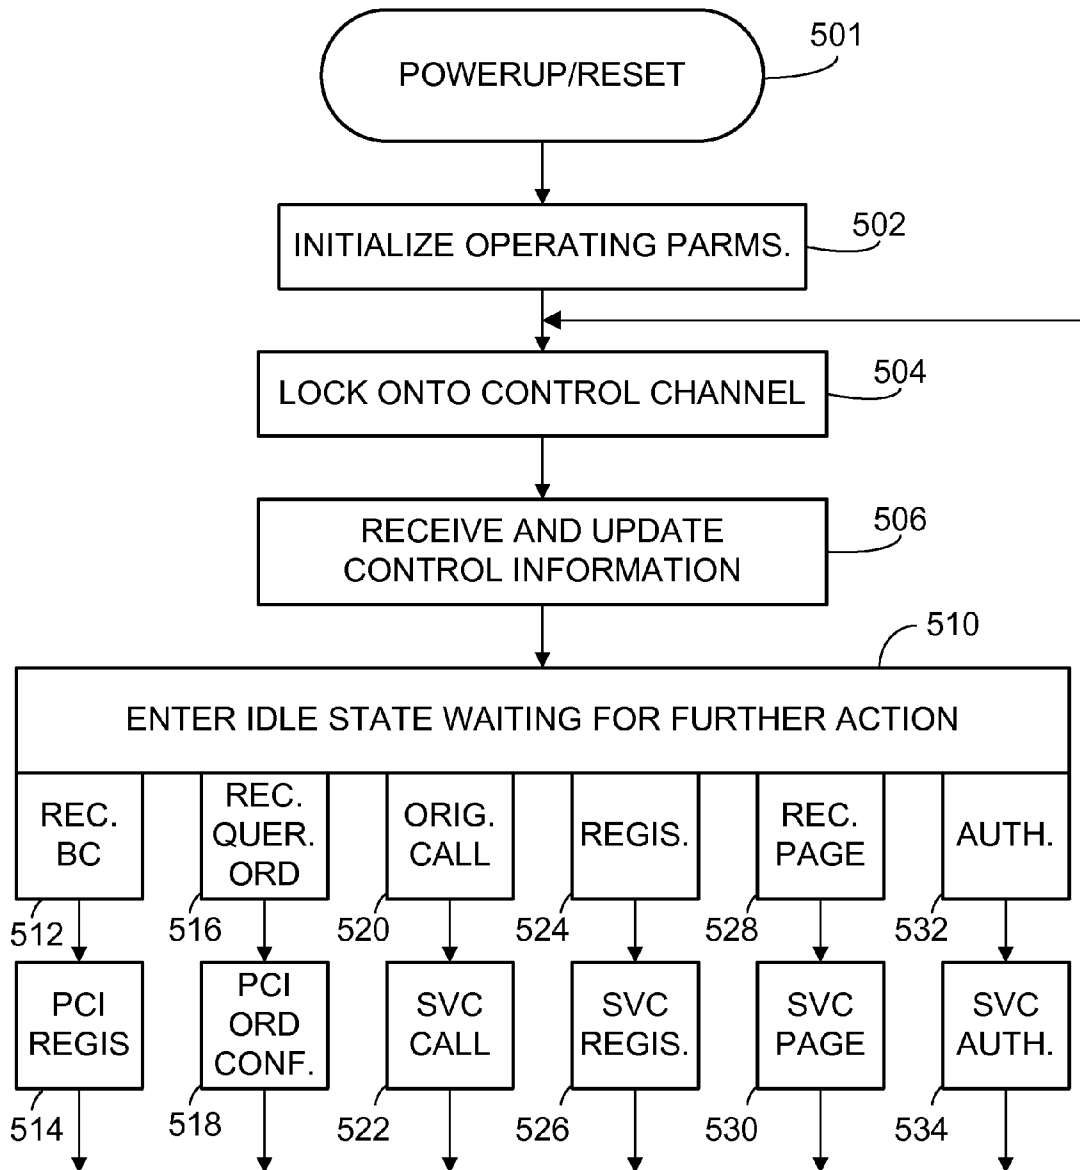 POWERUP/RESET
501
INITIALIZE OPERATING PARMS.
502
LOCK ONTO CONTROL CHANNEL
504
RECEIVE AND UPDATE
CONTROL INFORMATION
506
510
ENTER IDLE STATE WAITING FOR FURTHER ACTION
REC.
BC
512
REC.
QUER.
ORD
516
ORIG.
CALL
520
REGIS.
524
REC.
PAGE
528
AUTH.
532
PCI
REGIS
514
PCI
ORD
CONF.
518
SVC
CALL
522
SVC
REGIS.
526
SVC
PAGE
530
SVC
AUTH.
534